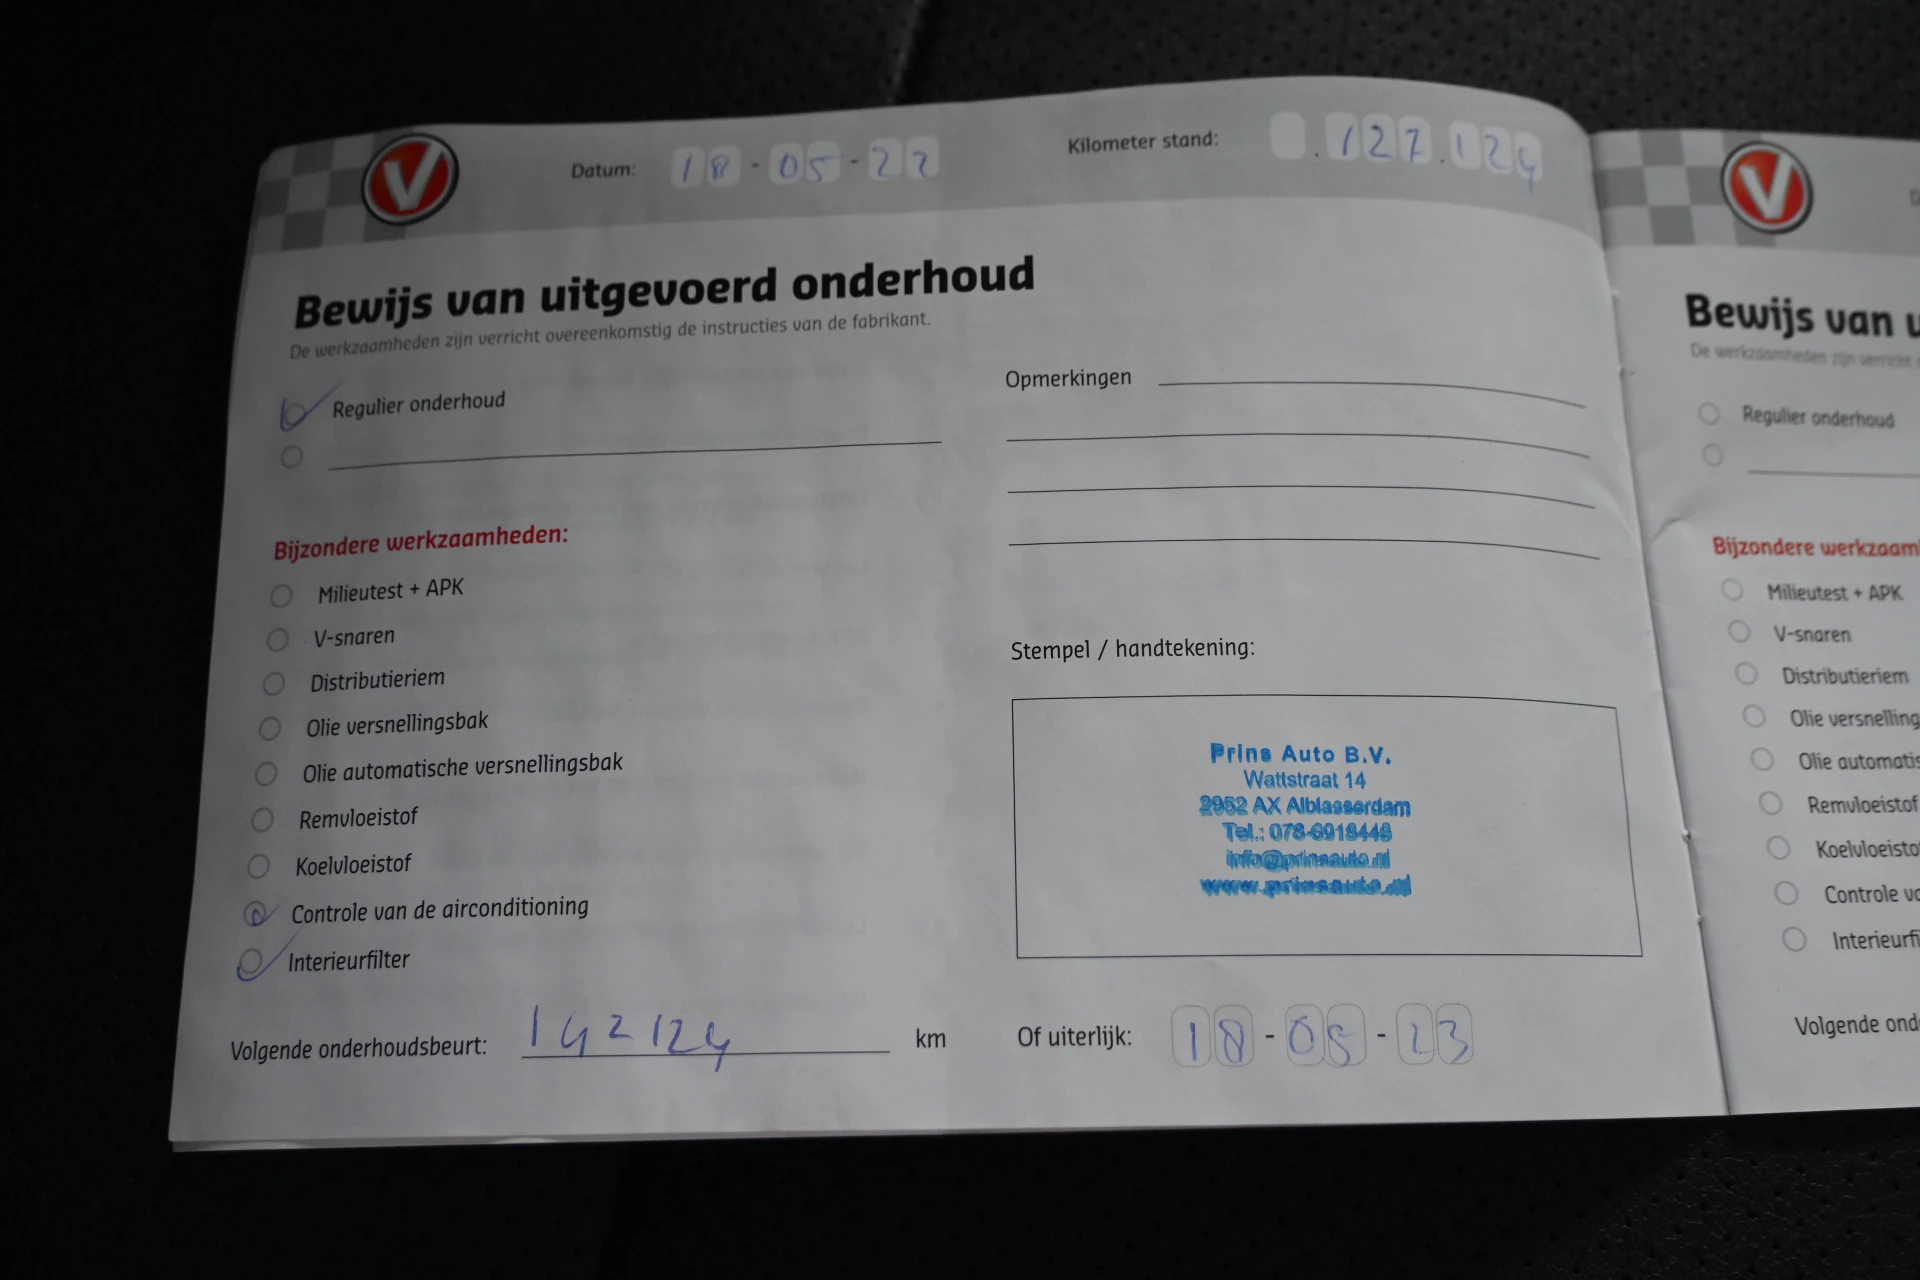 V
Datum: 18-05-22
Kilometer stand: .127.124
Bewijs van uitgevoerd onderhoud
De werkzaamheden zijn verricht overeenkomstig de instructies van de fabrikant.
Regulier onderhoud
Opmerkingen
Bijzondere werkzaamheden:
Milieutest + APK
V-snaren
Distributieriem
Olie versnellingsbak
Olie automatische versnellingsbak
Remvloeistof
Koelvloeistof
Controle van de airconditioning
Interieurfilter
Stempel / handtekening:
Prins Auto B.V.
Wattstraat 14
2952 AX Alblasserdam
Tel.: 078-6918448
info@prinsauto.nl
www.prinsauto.nl
Volgende onderhoudsbeurt: 142124 km
Of uiterlijk: 18-05-23
V
D
Bewijs van u
De werkzaamheden zijn verricht
Regulier onderhoud
Bijzondere werkzaam
Milieutest + APK
V-snaren
Distributieriem
Olie versnelling
Olie automatis
Remvloeistof
Koelvloeisto
Controle va
Interieurfi
Volgende ond